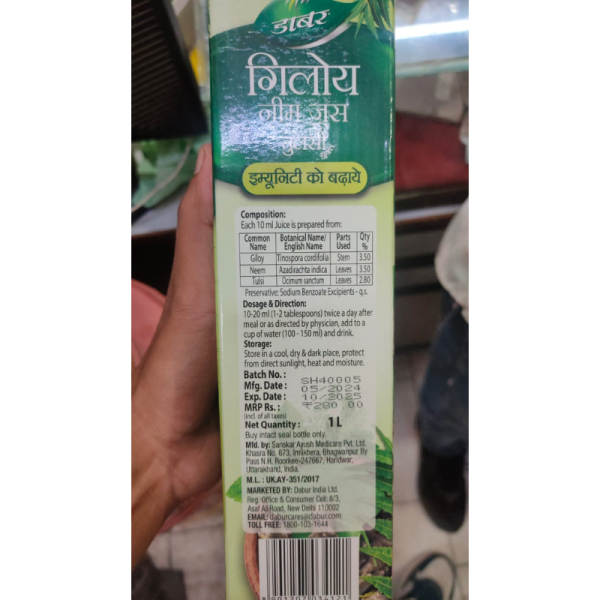 डाबर
गिलोय
नीम जूस
तुलसी युक्त
इम्यूनिटी को बढ़ाये
Composition:
Each 10 ml Juice is prepared from:
Common Name Botanical Name/ English Name Parts Used Qty %
Giloy Tinospora cordifolia Stem 3.50
Neem Azadirachta indica Leaves 3.50
Tulsi Ocimum sanctum Leaves 2.80
Preservative: Sodium Benzoate Excipients - q.s.
Dosage & Direction:
10-20 ml (1-2 tablespoons) twice a day after
meal or as directed by physician, add to a
cup of water (100 - 150 ml) and drink.
Storage:
Store in a cool, dry & dark place, protect
from direct sunlight, heat and moisture.
Batch No. : SH40005
Mfg. Date : 05/2024
Exp. Date : 10/2025
MRP Rs. : ₹280.00
(incl. of all taxes)
Net Quantity : 1L
Buy intact seal bottle only.
Mfd. by: Sanskar Ayush Medicare Pvt. Ltd.
Khasra No. 673, Imlikhera, Bhagwanpur By
Pass N.H. Roorkee-247667, Haridwar,
Uttarakhand, India.
M.L. : UK.AY-351/2017
MARKETED BY: Dabur India Ltd.
Reg. Office & Consumer Cell: 8/3,
Asaf Ali Road, New Delhi 110002
EMAIL: daburcares@dabur.com
TOLL FREE: 1800-103-1644